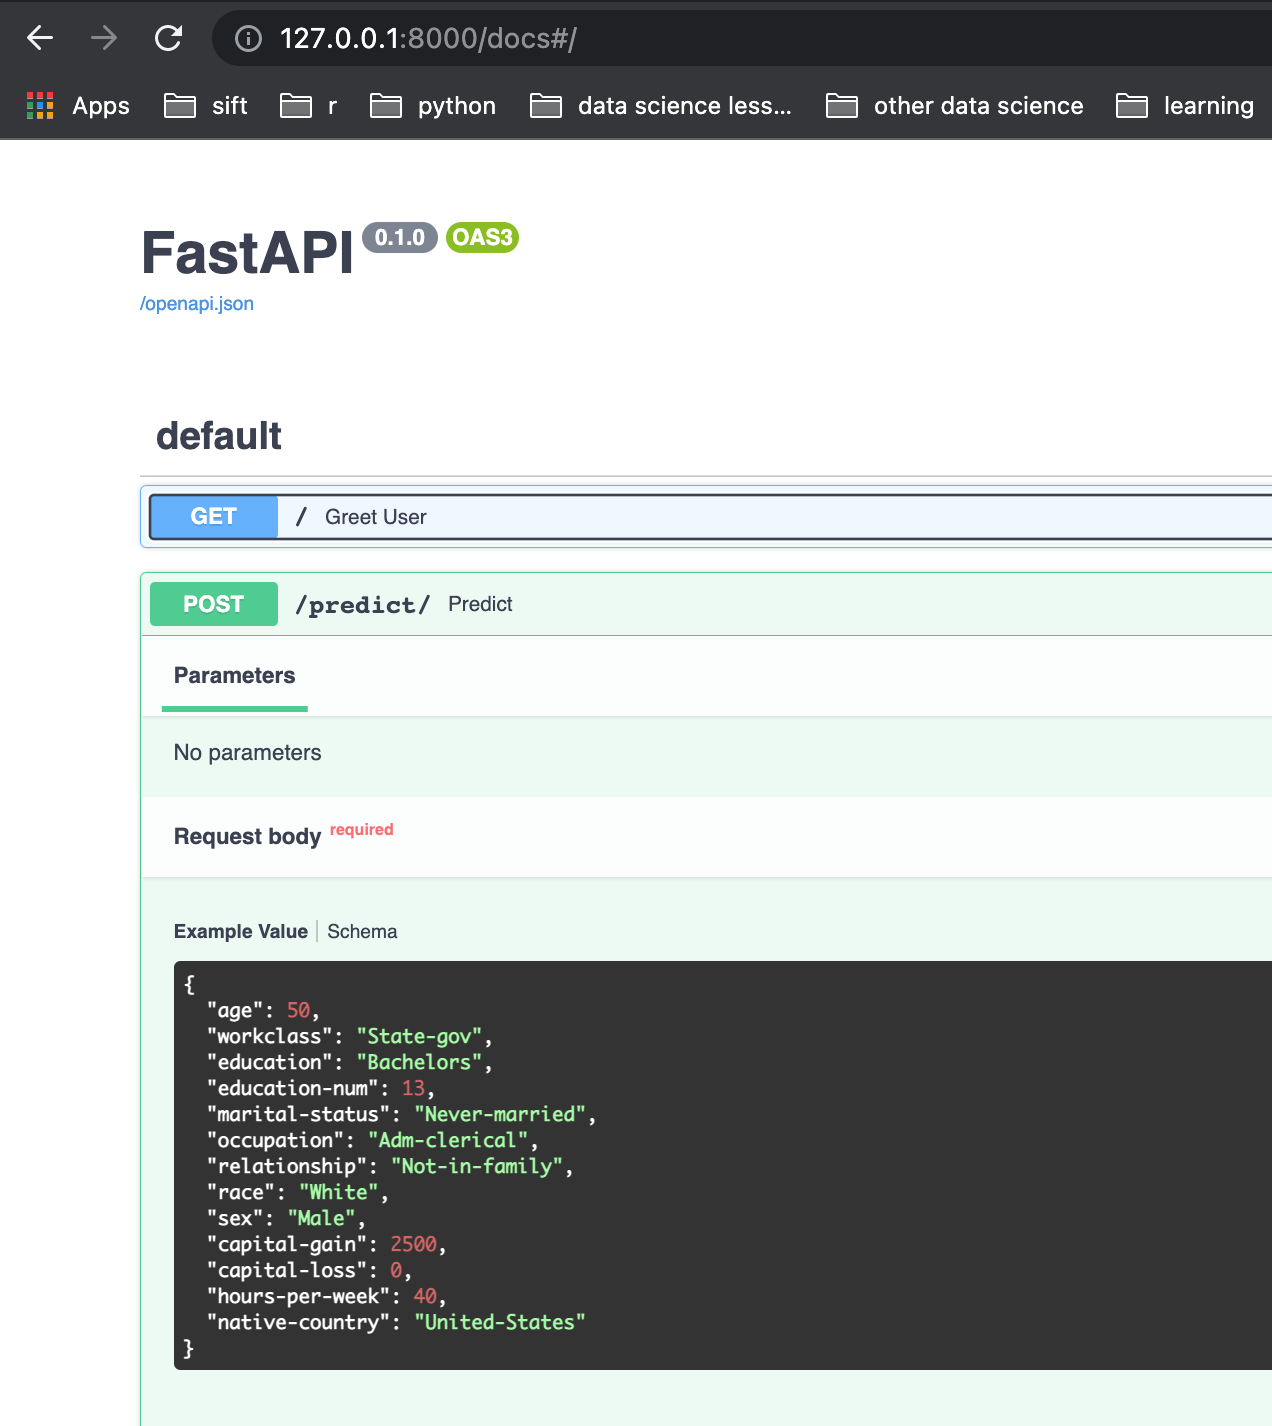 127.0.0.1:8000/docs#/
Apps sift r python data science less... other data science learning
FastAPI 0.1.0 OAS3
/openapi.json
default
GET / Greet User
POST /predict/ Predict
Parameters
No parameters
Request body required
Example Value Schema
{
  "age": 50,
  "workclass": "State-gov",
  "education": "Bachelors",
  "education-num": 13,
  "marital-status": "Never-married",
  "occupation": "Adm-clerical",
  "relationship": "Not-in-family",
  "race": "White",
  "sex": "Male",
  "capital-gain": 2500,
  "capital-loss": 0,
  "hours-per-week": 40,
  "native-country": "United-States"
}